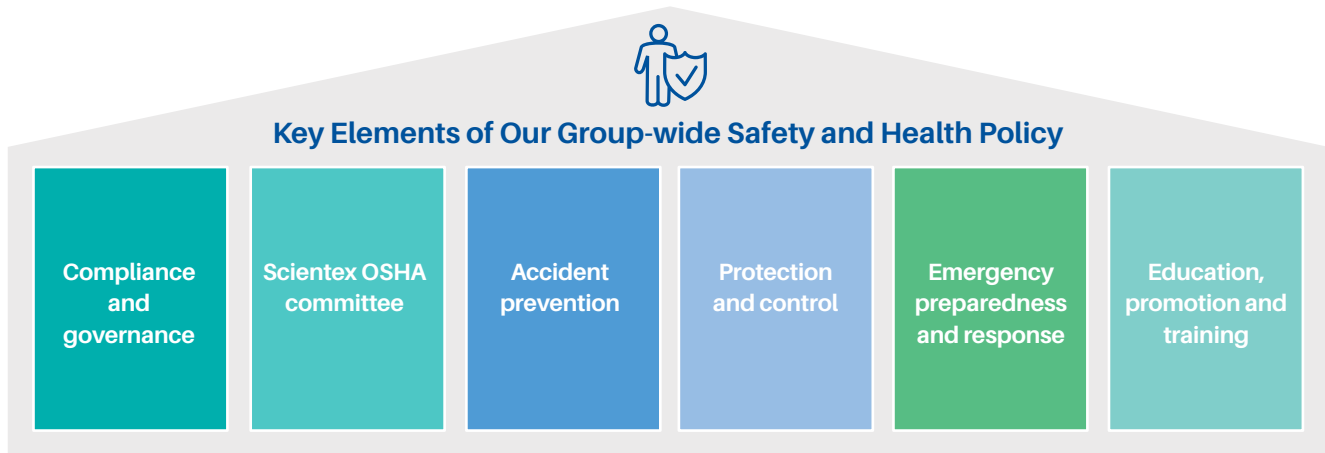 Key Elements of Our Group-wide Safety and Health Policy
Compliance
and
governance
Scientex OSHA
committee
Accident
prevention
Protection
and control
Emergency
preparedness
and response
Education,
promotion and
training